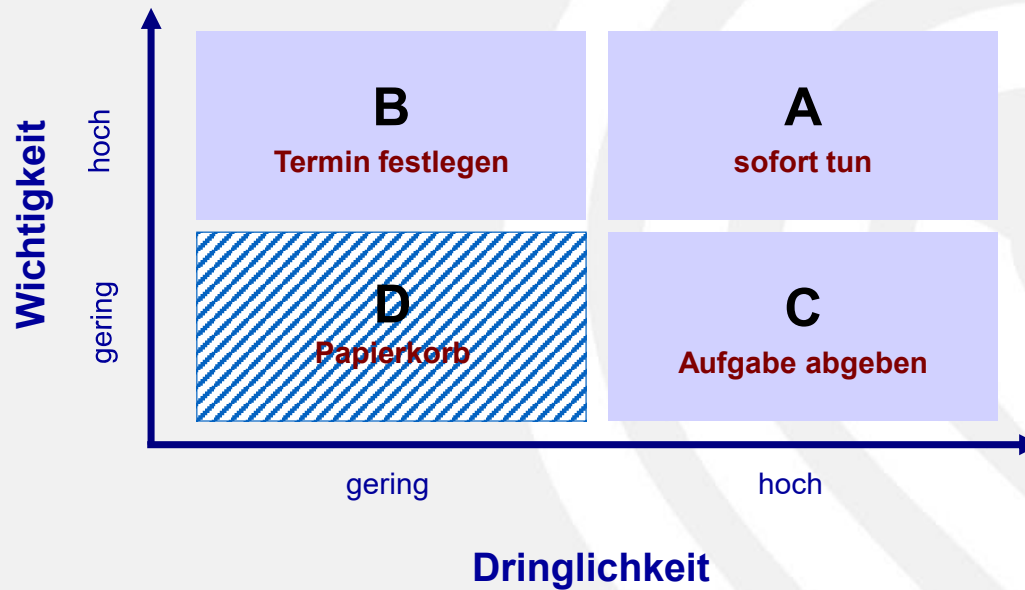 Wichtigkeit
hoch
gering
B
Termin festlegen
A
sofort tun
D
Papierkorb
C
Aufgabe abgeben
gering
hoch
Dringlichkeit